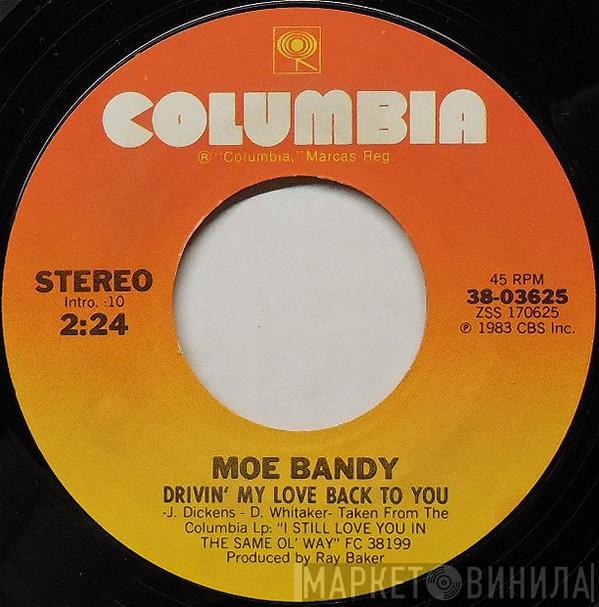 COLUMBIA
® "Columbia," Marcas Reg.
STEREO
Intro. :10
2:24
45 RPM
38-03625
ZSS 170625
℗ 1983 CBS Inc.
MOE BANDY
DRIVIN' MY LOVE BACK TO YOU
-J. Dickens - D. Whitaker- Taken From The
Columbia Lp: "I STILL LOVE YOU IN
THE SAME OL' WAY" FC 38199
Produced by Ray Baker
МАРКЕТ ВИНИЛА